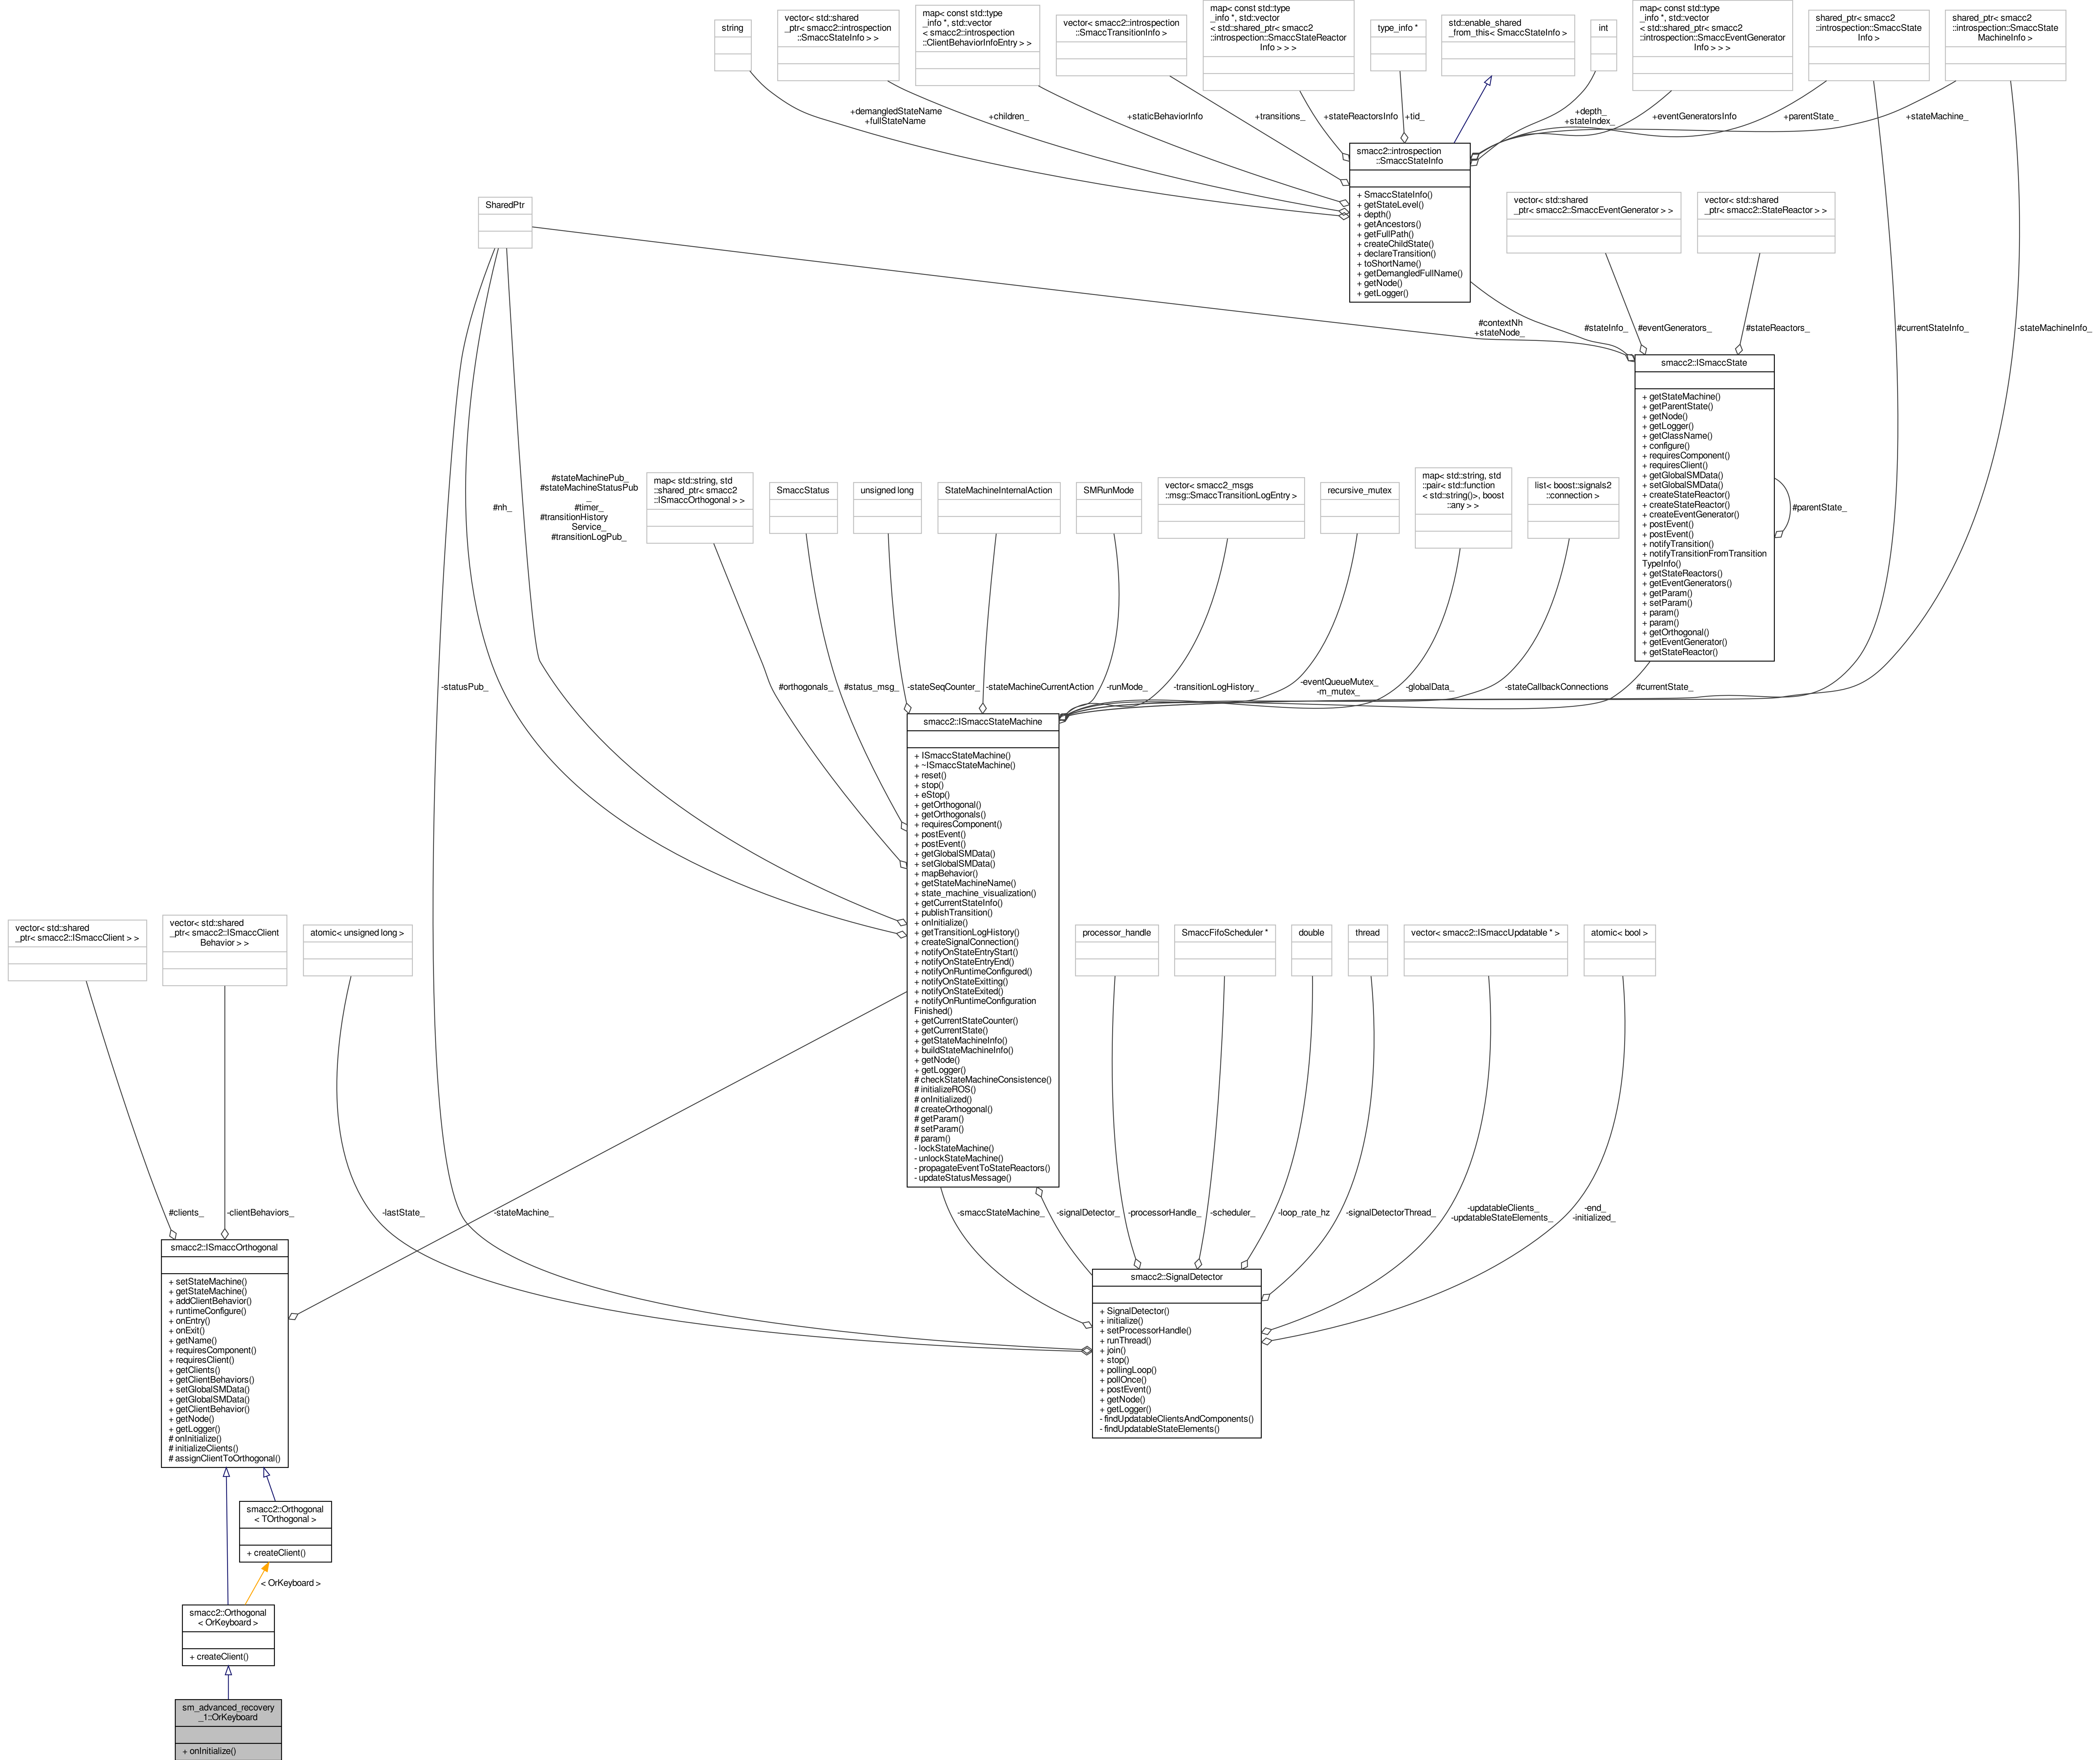 string
vector< std::shared
_ptr< smacc2::introspection
::SmaccStateInfo > >
map< const std::type
_info *, std::vector
< smacc2::introspection
::ClientBehaviorInfoEntry > >
vector< smacc2::introspection
::SmaccTransitionInfo >
map< const std::type
_info *, std::vector
< std::shared_ptr< smacc2
::introspection::SmaccStateReactor
Info > > >
type_info *
std::enable_shared
_from_this< SmaccStateInfo >
int
map< const std::type
_info *, std::vector
< std::shared_ptr< smacc2
::introspection::SmaccEventGenerator
Info > > >
shared_ptr< smacc2
::introspection::SmaccState
Info >
shared_ptr< smacc2
::introspection::SmaccState
MachineInfo >
+demangledStateName
+fullStateName
+children_
+staticBehaviorInfo
+transitions_
+stateReactorsInfo
+tid_
+depth_
+stateIndex_
+eventGeneratorsInfo
+parentState_
+stateMachine_
smacc2::introspection
::SmaccStateInfo
+ SmaccStateInfo()
+ getStateLevel()
+ depth()
+ getAncestors()
+ getFullPath()
+ createChildState()
+ declareTransition()
+ toShortName()
+ getDemangledFullName()
+ getNode()
+ getLogger()
SharedPtr
vector< std::shared
_ptr< smacc2::SmaccEventGenerator > >
vector< std::shared
_ptr< smacc2::StateReactor > >
#contextNh
+stateNode_
#stateInfo_
#eventGenerators_
#stateReactors_
#currentStateInfo_
-stateMachineInfo_
smacc2::ISmaccState
+ getStateMachine()
+ getParentState()
+ getNode()
+ getLogger()
+ getClassName()
+ configure()
+ requiresComponent()
+ requiresClient()
+ getGlobalSMData()
+ setGlobalSMData()
+ createStateReactor()
+ createStateReactor()
+ createEventGenerator()
+ postEvent()
+ postEvent()
+ notifyTransition()
+ notifyTransitionFromTransition
TypeInfo()
+ getStateReactors()
+ getEventGenerators()
+ getParam()
+ setParam()
+ param()
+ param()
+ getOrthogonal()
+ getEventGenerator()
+ getStateReactor()
#parentState_
#nh_
#stateMachinePub_
#stateMachineStatusPub
_
#timer_
#transitionHistory
Service_
#transitionLogPub_
map< std::string, std
::shared_ptr< smacc2
::ISmaccOrthogonal > >
SmaccStatus
unsigned long
StateMachineInternalAction
SMRunMode
vector< smacc2_msgs
::msg::SmaccTransitionLogEntry >
recursive_mutex
map< std::string, std
::pair< std::function
< std::string()>, boost
::any > >
list< boost::signals2
::connection >
-statusPub_
#orthogonals_
#status_msg_
-stateSeqCounter_
-stateMachineCurrentAction
-runMode_
-transitionLogHistory_
-eventQueueMutex_
-m_mutex_
-globalData_
-stateCallbackConnections
#currentState_
smacc2::ISmaccStateMachine
+ ISmaccStateMachine()
+ ~ISmaccStateMachine()
+ reset()
+ stop()
+ eStop()
+ getOrthogonal()
+ getOrthogonals()
+ requiresComponent()
+ postEvent()
+ postEvent()
+ getGlobalSMData()
+ setGlobalSMData()
+ mapBehavior()
+ getStateMachineName()
+ state_machine_visualization()
+ getCurrentStateInfo()
+ publishTransition()
+ onInitialize()
+ getTransitionLogHistory()
+ createSignalConnection()
+ notifyOnStateEntryStart()
+ notifyOnStateEntryEnd()
+ notifyOnRuntimeConfigured()
+ notifyOnStateExitting()
+ notifyOnStateExited()
+ notifyOnRuntimeConfiguration
Finished()
+ getCurrentStateCounter()
+ getCurrentState()
+ getStateMachineInfo()
+ buildStateMachineInfo()
+ getNode()
+ getLogger()
# checkStateMachineConsistence()
# initializeROS()
# onInitialized()
# createOrthogonal()
# getParam()
# setParam()
# param()
- lockStateMachine()
- unlockStateMachine()
- propagateEventToStateReactors()
- updateStatusMessage()
vector< std::shared
_ptr< smacc2::ISmaccClient > >
vector< std::shared
_ptr< smacc2::ISmaccClient
Behavior > >
atomic< unsigned long >
processor_handle
SmaccFifoScheduler *
double
thread
vector< smacc2::ISmaccUpdatable * >
atomic< bool >
#clients_
-clientBehaviors_
-lastState_
-stateMachine_
-smaccStateMachine_
-signalDetector_
-processorHandle_
-scheduler_
-loop_rate_hz
-signalDetectorThread_
-updatableClients_
-updatableStateElements_
-end_
-initialized_
smacc2::ISmaccOrthogonal
+ setStateMachine()
+ getStateMachine()
+ addClientBehavior()
+ runtimeConfigure()
+ onEntry()
+ onExit()
+ getName()
+ requiresComponent()
+ requiresClient()
+ getClients()
+ getClientBehaviors()
+ setGlobalSMData()
+ getGlobalSMData()
+ getClientBehavior()
+ getNode()
+ getLogger()
# onInitialize()
# initializeClients()
# assignClientToOrthogonal()
smacc2::SignalDetector
+ SignalDetector()
+ initialize()
+ setProcessorHandle()
+ runThread()
+ join()
+ stop()
+ pollingLoop()
+ pollOnce()
+ postEvent()
+ getNode()
+ getLogger()
- findUpdatableClientsAndComponents()
- findUpdatableStateElements()
smacc2::Orthogonal
< TOrthogonal >
+ createClient()
< OrKeyboard >
smacc2::Orthogonal
< OrKeyboard >
+ createClient()
sm_advanced_recovery
_1::OrKeyboard
+ onInitialize()